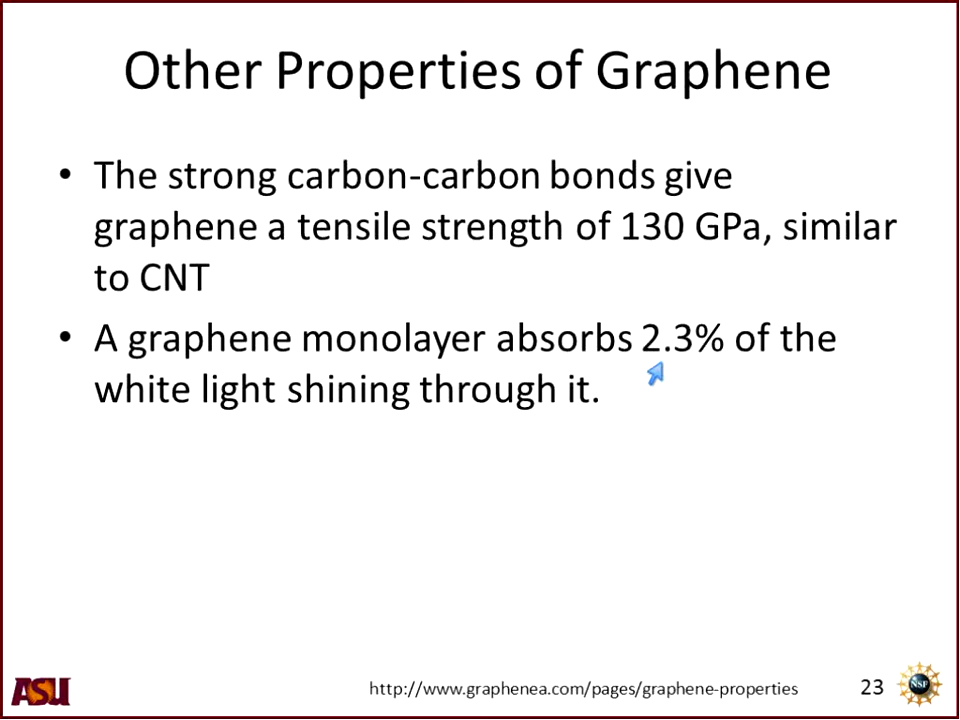 Other Properties of Graphene
• The strong carbon-carbon bonds give
graphene a tensile strength of 130 GPa, similar
to CNT
• A graphene monolayer absorbs 2.3% of the
white light shining through it.
ASU
http://www.graphenea.com/pages/graphene-properties
23
NSF